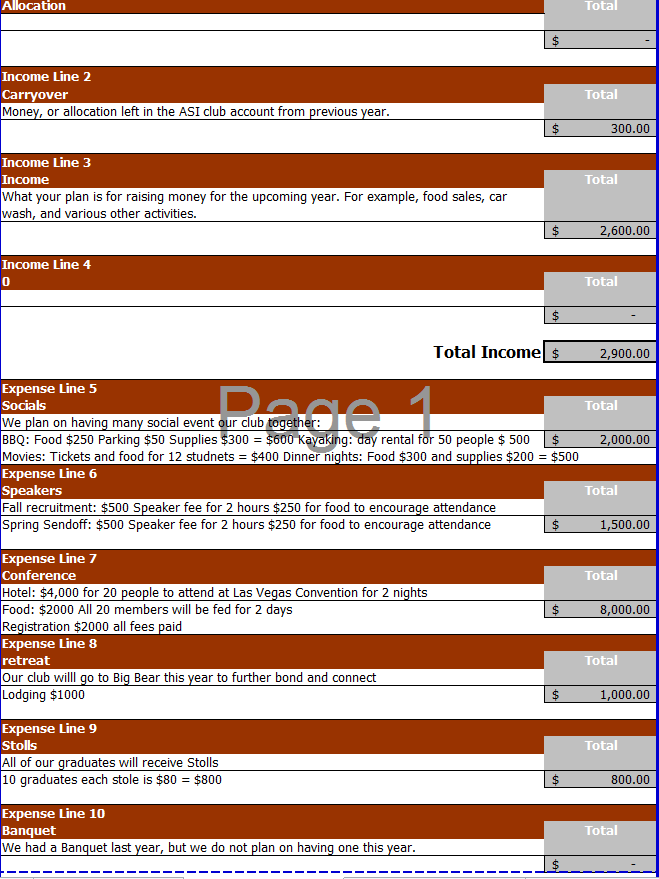 Allocation Total
$ -
Income Line 2
Carryover Total
Money, or allocation left in the ASI club account from previous year.
$ 300.00
Income Line 3
Income Total
What your plan is for raising money for the upcoming year. For example, food sales, car
wash, and various other activities.
$ 2,600.00
Income Line 4
0 Total
$ -
Total Income $ 2,900.00
Page 1
Expense Line 5
Socials Total
We plan on having many social event our club together:
BBQ: Food $250 Parking $50 Supplies $300 = $600 Kayaking: day rental for 50 people $ 500 $ 2,000.00
Movies: Tickets and food for 12 studnets = $400 Dinner nights: Food $300 and supplies $200 = $500
Expense Line 6
Speakers Total
Fall recruitment: $500 Speaker fee for 2 hours $250 for food to encourage attendance
Spring Sendoff: $500 Speaker fee for 2 hours $250 for food to encourage attendance $ 1,500.00
Expense Line 7
Conference Total
Hotel: $4,000 for 20 people to attend at Las Vegas Convention for 2 nights
Food: $2000 All 20 members will be fed for 2 days $ 8,000.00
Registration $2000 all fees paid
Expense Line 8
retreat Total
Our club willl go to Big Bear this year to further bond and connect
Lodging $1000 $ 1,000.00
Expense Line 9
Stolls Total
All of our graduates will receive Stolls
10 graduates each stole is $80 = $800 $ 800.00
Expense Line 10
Banquet Total
We had a Banquet last year, but we do not plan on having one this year.
$ -